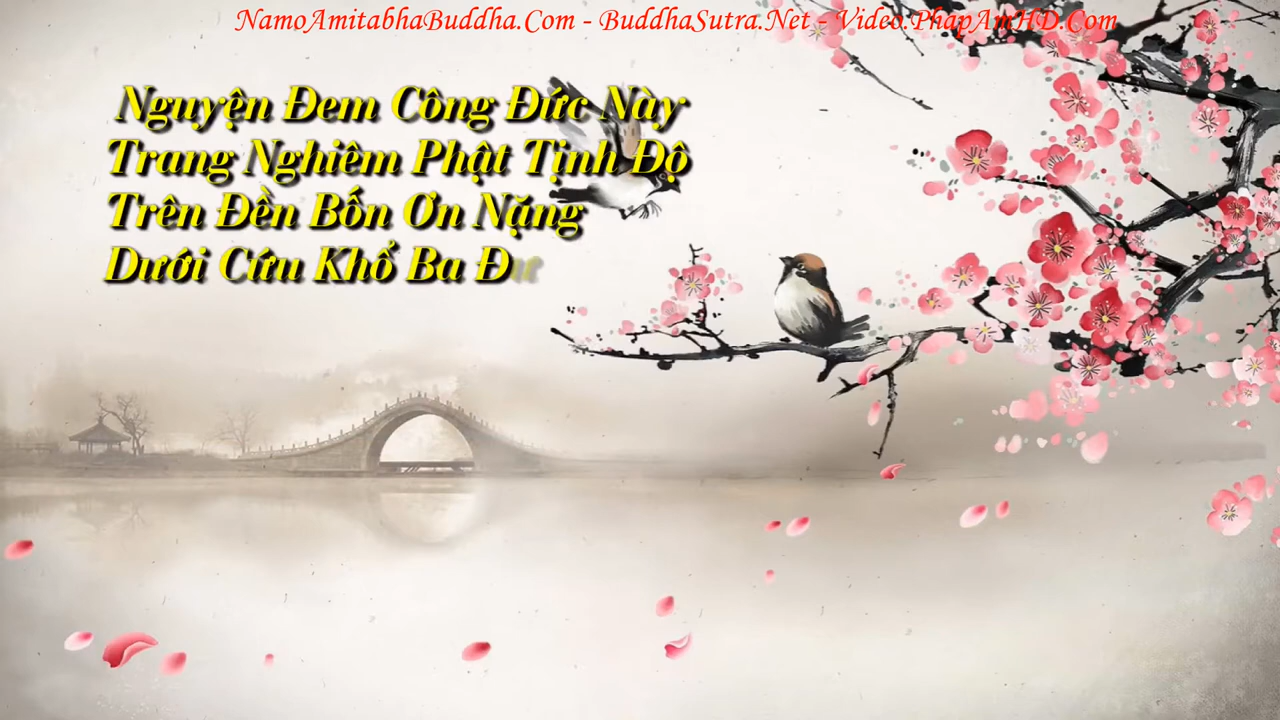 NamoAmitabhaBuddha.Com - BuddhaSutra.Net - Video.PhapAmHD.Com
Nguyện Đem Công Đức Này
Trang Nghiêm Phật Tịnh Độ
Trên Đền Bốn Ơn Nặng
Dưới Cứu Khổ Ba Đư